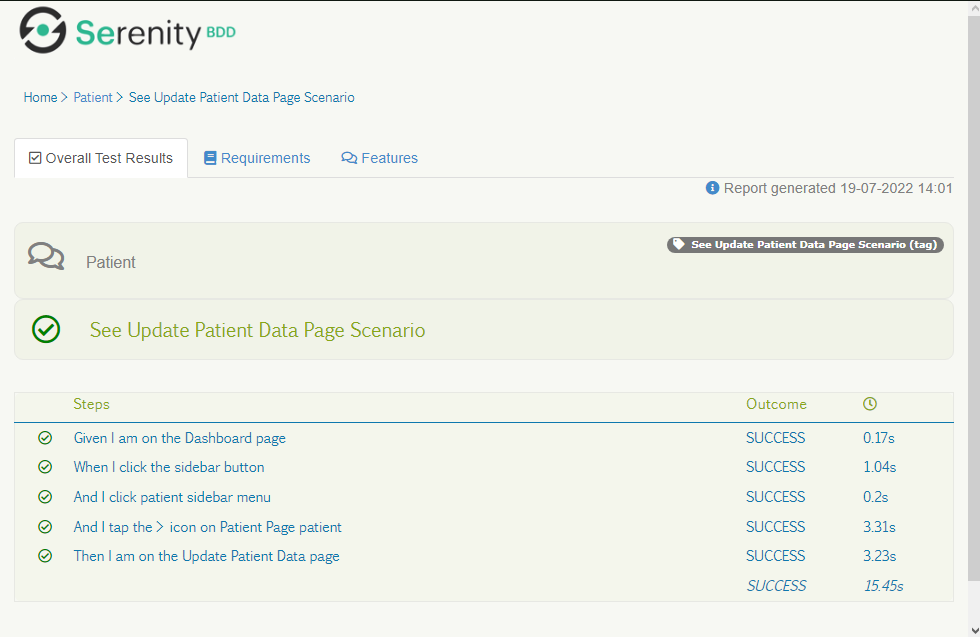 Serenity BDD
Home > Patient > See Update Patient Data Page Scenario
Overall Test Results Requirements Features
Report generated 19-07-2022 14:01
See Update Patient Data Page Scenario (tag)
Patient
See Update Patient Data Page Scenario
Steps Outcome
Given I am on the Dashboard page SUCCESS 0.17s
When I click the sidebar button SUCCESS 1.04s
And I click patient sidebar menu SUCCESS 0.2s
And I tap the > icon on Patient Page patient SUCCESS 3.31s
Then I am on the Update Patient Data page SUCCESS 3.23s
SUCCESS 15.45s